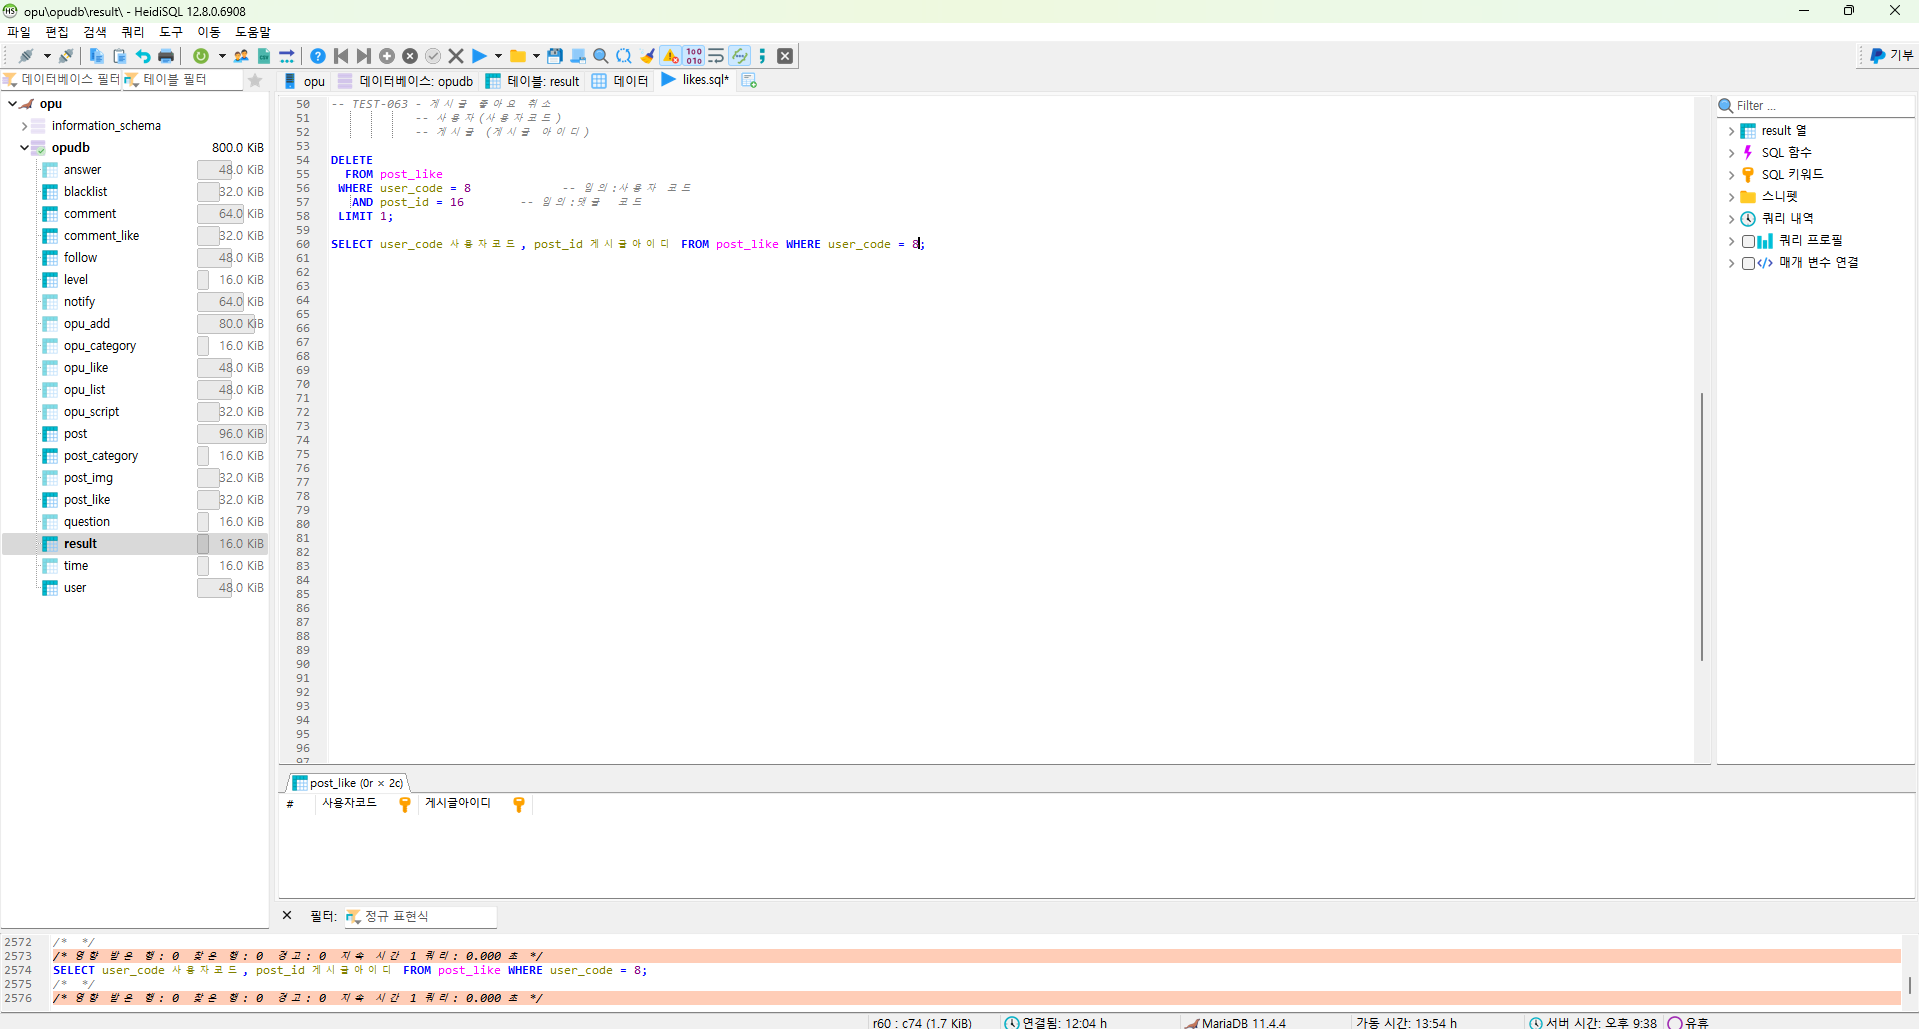 opu\opudb\result\ - HeidiSQL 12.8.0.6908
파일 편집 검색 쿼리 도구 이동 도움말
기부
데이터베이스 필터 테이블 필터
opu 데이터베이스: opudb 테이블: result 데이터 likes.sql*
opu
information_schema
opudb 800.0 KiB
answer 48.0 KiB
blacklist 32.0 KiB
comment 64.0 KiB
comment_like 32.0 KiB
follow 48.0 KiB
level 16.0 KiB
notify 64.0 KiB
opu_add 80.0 KiB
opu_category 16.0 KiB
opu_like 48.0 KiB
opu_list 48.0 KiB
opu_script 32.0 KiB
post 96.0 KiB
post_category 16.0 KiB
post_img 32.0 KiB
post_like 32.0 KiB
question 16.0 KiB
result 16.0 KiB
time 16.0 KiB
user 48.0 KiB
50 -- TEST-063 - 게시글 좋아요 취소
51 -- 사용자(사용자코드)
52 -- 게시글 (게시글 아이디)
53
54 DELETE
55 FROM post_like
56 WHERE user_code = 8 -- 임의:사용자 코드
57 AND post_id = 16 -- 임의:댓글 코드
58 LIMIT 1;
59
60 SELECT user_code 사용자코드, post_id 게시글아이디 FROM post_like WHERE user_code = 8;
61
62
63
64
65
66
67
68
69
70
71
72
73
74
75
76
77
78
79
80
81
82
83
84
85
86
87
88
89
90
91
92
93
94
95
96
97
Filter ...
result 열
SQL 함수
SQL 키워드
스니펫
쿼리 내역
쿼리 프로필
매개 변수 연결
post_like (0r × 2c)
# 사용자코드 게시글아이디
필터: 정규 표현식
2572 /* */
2573 /* 영향 받은 행: 0 찾은 행: 0 경고: 0 지속 시간 1 쿼리: 0.000 초 */
2574 SELECT user_code 사용자코드, post_id 게시글아이디 FROM post_like WHERE user_code = 8;
2575 /* */
2576 /* 영향 받은 행: 0 찾은 행: 0 경고: 0 지속 시간 1 쿼리: 0.000 초 */
r60 : c74 (1.7 KiB) 연결됨: 12:04 h MariaDB 11.4.4 가동 시간: 13:54 h 서버 시간: 오후 9:38 유휴